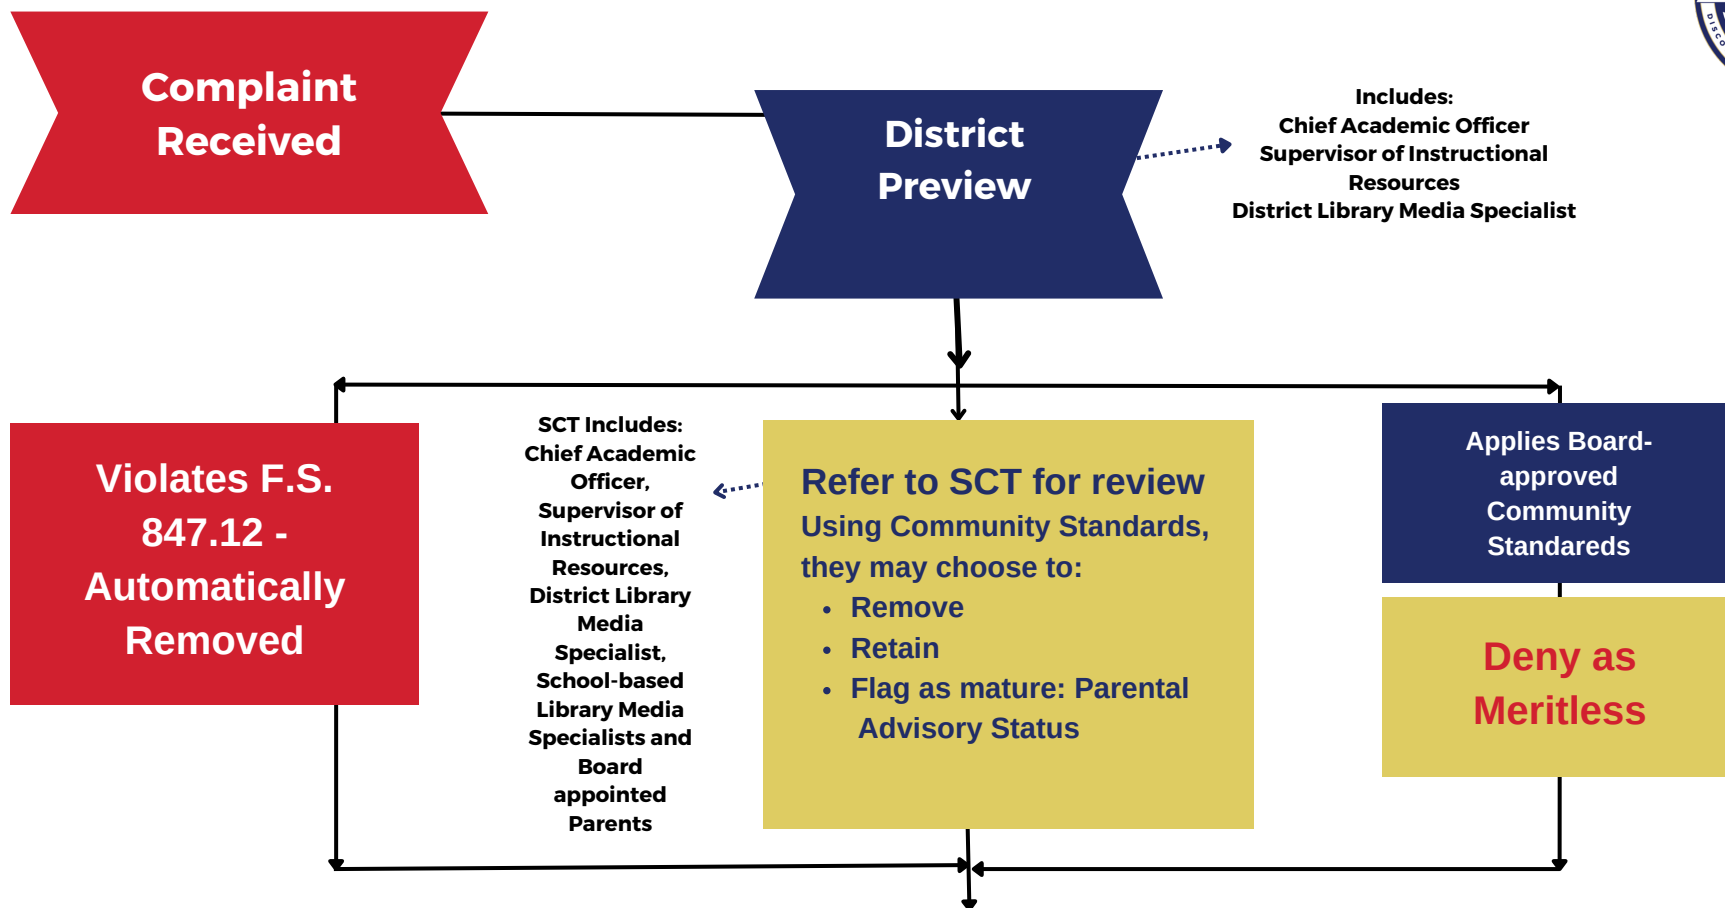 Complaint
Received
District
Preview
Includes:
Chief Academic Officer
Supervisor of Instructional
Resources
District Library Media Specialist
DISCO
Violates F.S.
847.12 -
Automatically
Removed
SCT Includes:
Chief Academic
Officer,
Supervisor of
Instructional
Resources,
District Library
Media
Specialist,
School-based
Library Media
Specialists and
Board
appointed
Parents
Refer to SCT for review
Using Community Standards,
they may choose to:
• Remove
• Retain
• Flag as mature: Parental
Advisory Status
Applies Board-
approved
Community
Standareds
Deny as
Meritless